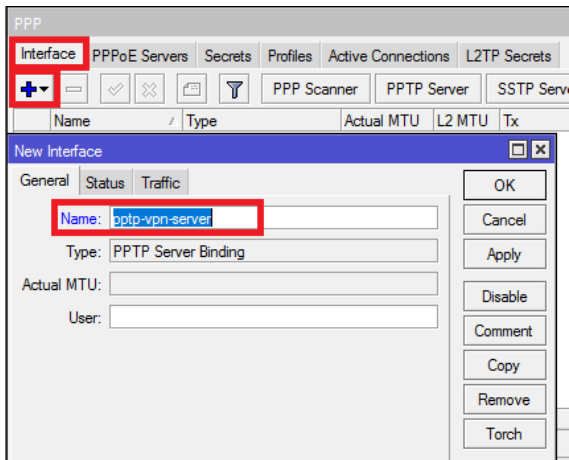 PPP
Interface PPPoE Servers Secrets Profiles Active Connections L2TP Secrets
PPP Scanner PPTP Server SSTP Serve
Name Type Actual MTU L2 MTU Tx
New Interface
General Status Traffic
OK
Name: pptp-vpn-server
Cancel
Type: PPTP Server Binding
Apply
Actual MTU:
Disable
User:
Comment
Copy
Remove
Torch